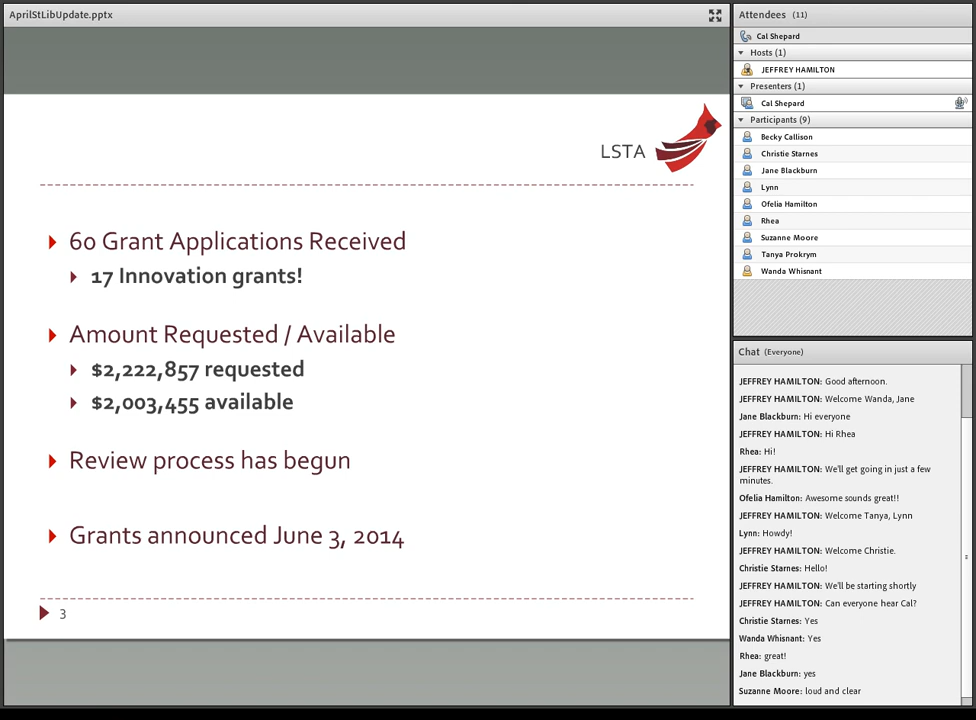 AprilStLibUpdate.pptx
LSTA
60 Grant Applications Received
17 Innovation grants!
Amount Requested / Available
$2,222,857 requested
$2,003,455 available
Review process has begun
Grants announced June 3, 2014
3
Attendees (11)
Cal Shepard
Hosts (1)
JEFFREY HAMILTON
Presenters (1)
Cal Shepard
Participants (9)
Becky Callison
Christie Starnes
Jane Blackburn
Lynn
Ofelia Hamilton
Rhea
Suzanne Moore
Tanya Prokrym
Wanda Whisnant
Chat (Everyone)
JEFFREY HAMILTON: Good afternoon.
JEFFREY HAMILTON: Welcome Wanda, Jane
Jane Blackburn: Hi everyone
JEFFREY HAMILTON: Hi Rhea
Rhea: Hi!
JEFFREY HAMILTON: We'll get going in just a few
minutes.
Ofelia Hamilton: Awesome sounds great!!
JEFFREY HAMILTON: Welcome Tanya, Lynn
Lynn: Howdy!
JEFFREY HAMILTON: Welcome Christie.
Christie Starnes: Hello!
JEFFREY HAMILTON: We'll be starting shortly
JEFFREY HAMILTON: Can everyone hear Cal?
Christie Starnes: Yes
Wanda Whisnant: Yes
Rhea: great!
Jane Blackburn: yes
Suzanne Moore: loud and clear